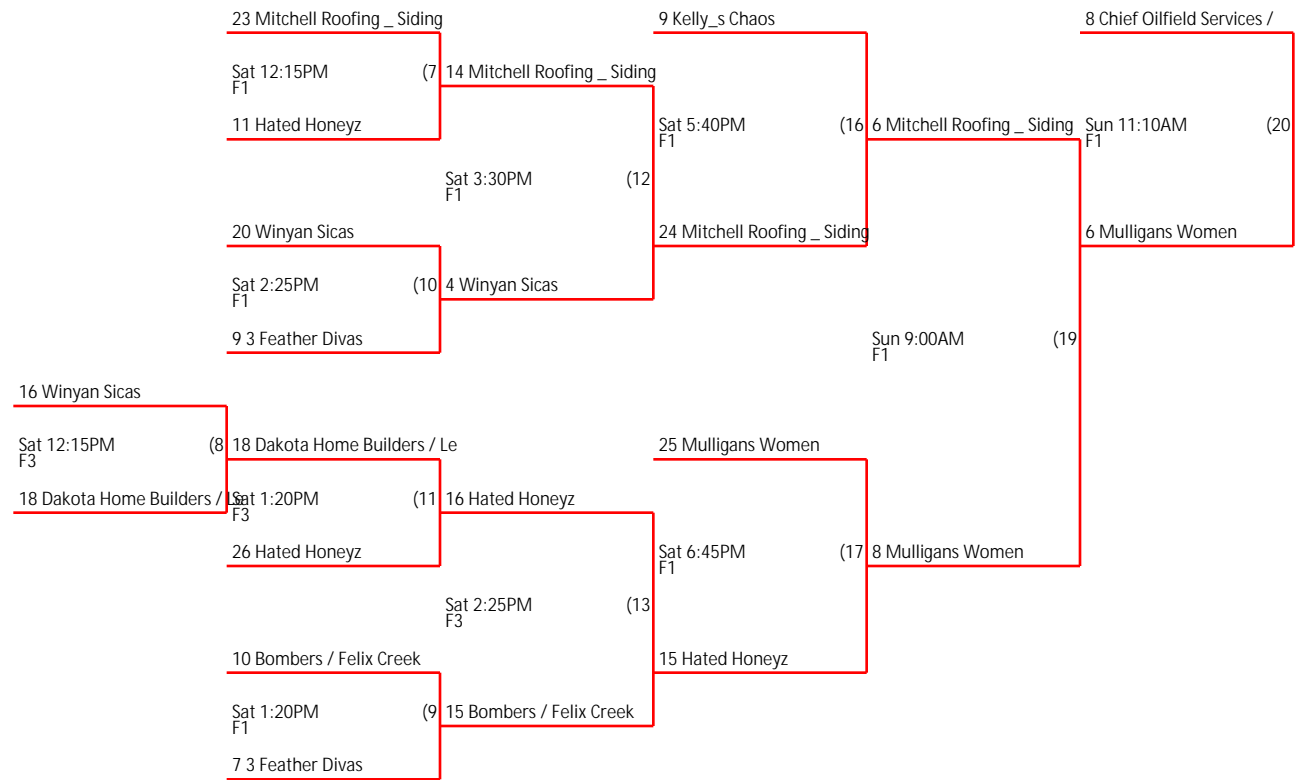 23 Mitchell Roofing _ Siding
9 Kelly_s Chaos
8 Chief Oilfield Services /
Sat 12:15PM (7
F1
14 Mitchell Roofing _ Siding
11 Hated Honeyz
Sat 5:40PM (16
F1
6 Mitchell Roofing _ Siding
Sun 11:10AM (20
F1
Sat 3:30PM (12
F1
20 Winyan Sicas
24 Mitchell Roofing _ Siding
6 Mulligans Women
Sat 2:25PM (10
F1
4 Winyan Sicas
9 3 Feather Divas
Sun 9:00AM (19
F1
16 Winyan Sicas
Sat 12:15PM (8
F3
18 Dakota Home Builders / Le
25 Mulligans Women
18 Dakota Home Builders / Le
Sat 1:20PM (11
F3
16 Hated Honeyz
26 Hated Honeyz
Sat 6:45PM (17
F1
8 Mulligans Women
Sat 2:25PM (13
F3
10 Bombers / Felix Creek
15 Hated Honeyz
Sat 1:20PM (9
F1
15 Bombers / Felix Creek
7 3 Feather Divas